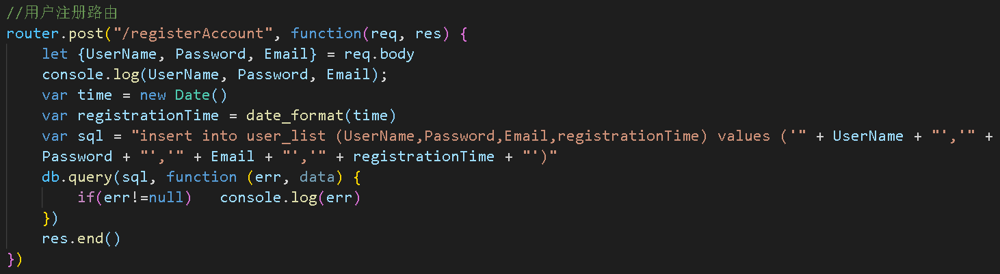 //用户注册路由
router.post("/registerAccount", function(req, res) {
    let {UserName, Password, Email} = req.body
    console.log(UserName, Password, Email);
    var time = new Date()
    var registrationTime = date_format(time)
    var sql = "insert into user_list (UserName,Password,Email,registrationTime) values ('" + UserName + "','" +
    Password + "','" + Email + "','" + registrationTime + "')"
    db.query(sql, function (err, data) {
        if(err!=null)   console.log(err)
    })
    res.end()
})